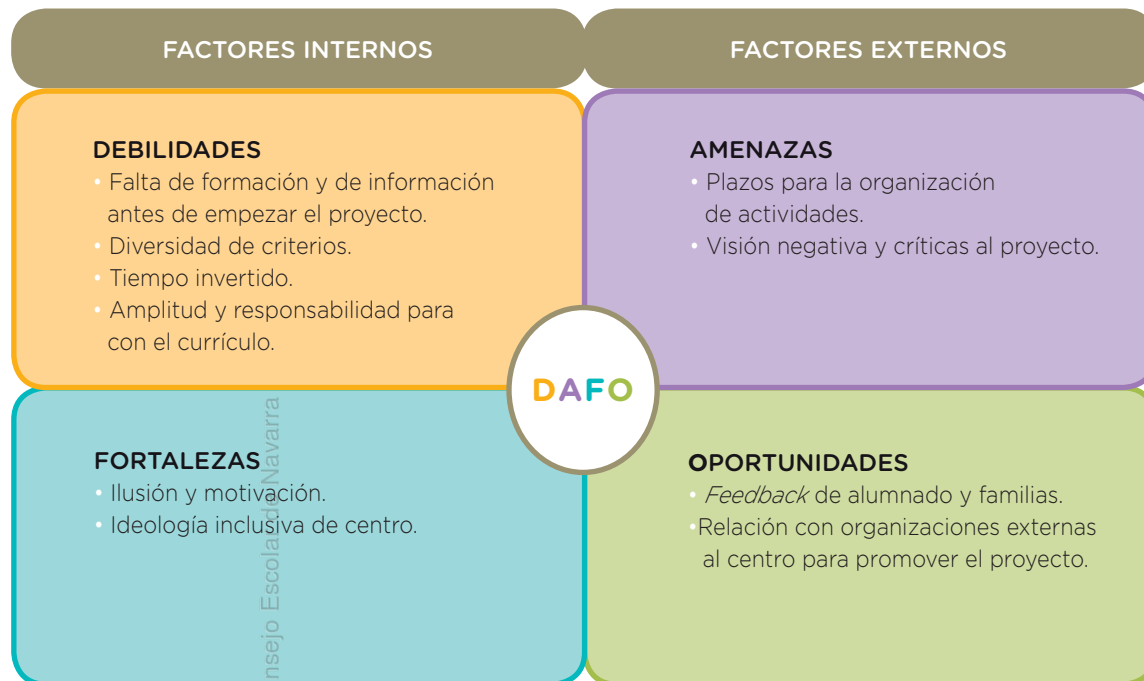 FACTORES INTERNOS
FACTORES EXTERNOS
DEBILIDADES
• Falta de formación y de información
antes de empezar el proyecto.
• Diversidad de criterios.
• Tiempo invertido.
• Amplitud y responsabilidad para
con el currículo.
AMENAZAS
• Plazos para la organización
de actividades.
• Visión negativa y críticas al proyecto.
DAFO
FORTALEZAS
• Ilusión y motivación.
• Ideología inclusiva de centro.
OPORTUNIDADES
• Feedback de alumnado y familias.
•Relación con organizaciones externas
al centro para promover el proyecto.
nsejo Escolar de Navarra